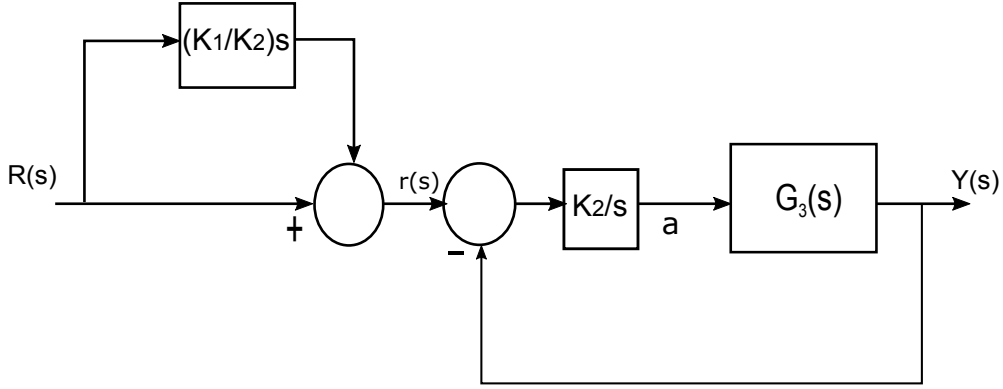 (K₁/K₂)s
R(s)
+
r(s)
-
K₂/s
a
G₃(s)
Y(s)